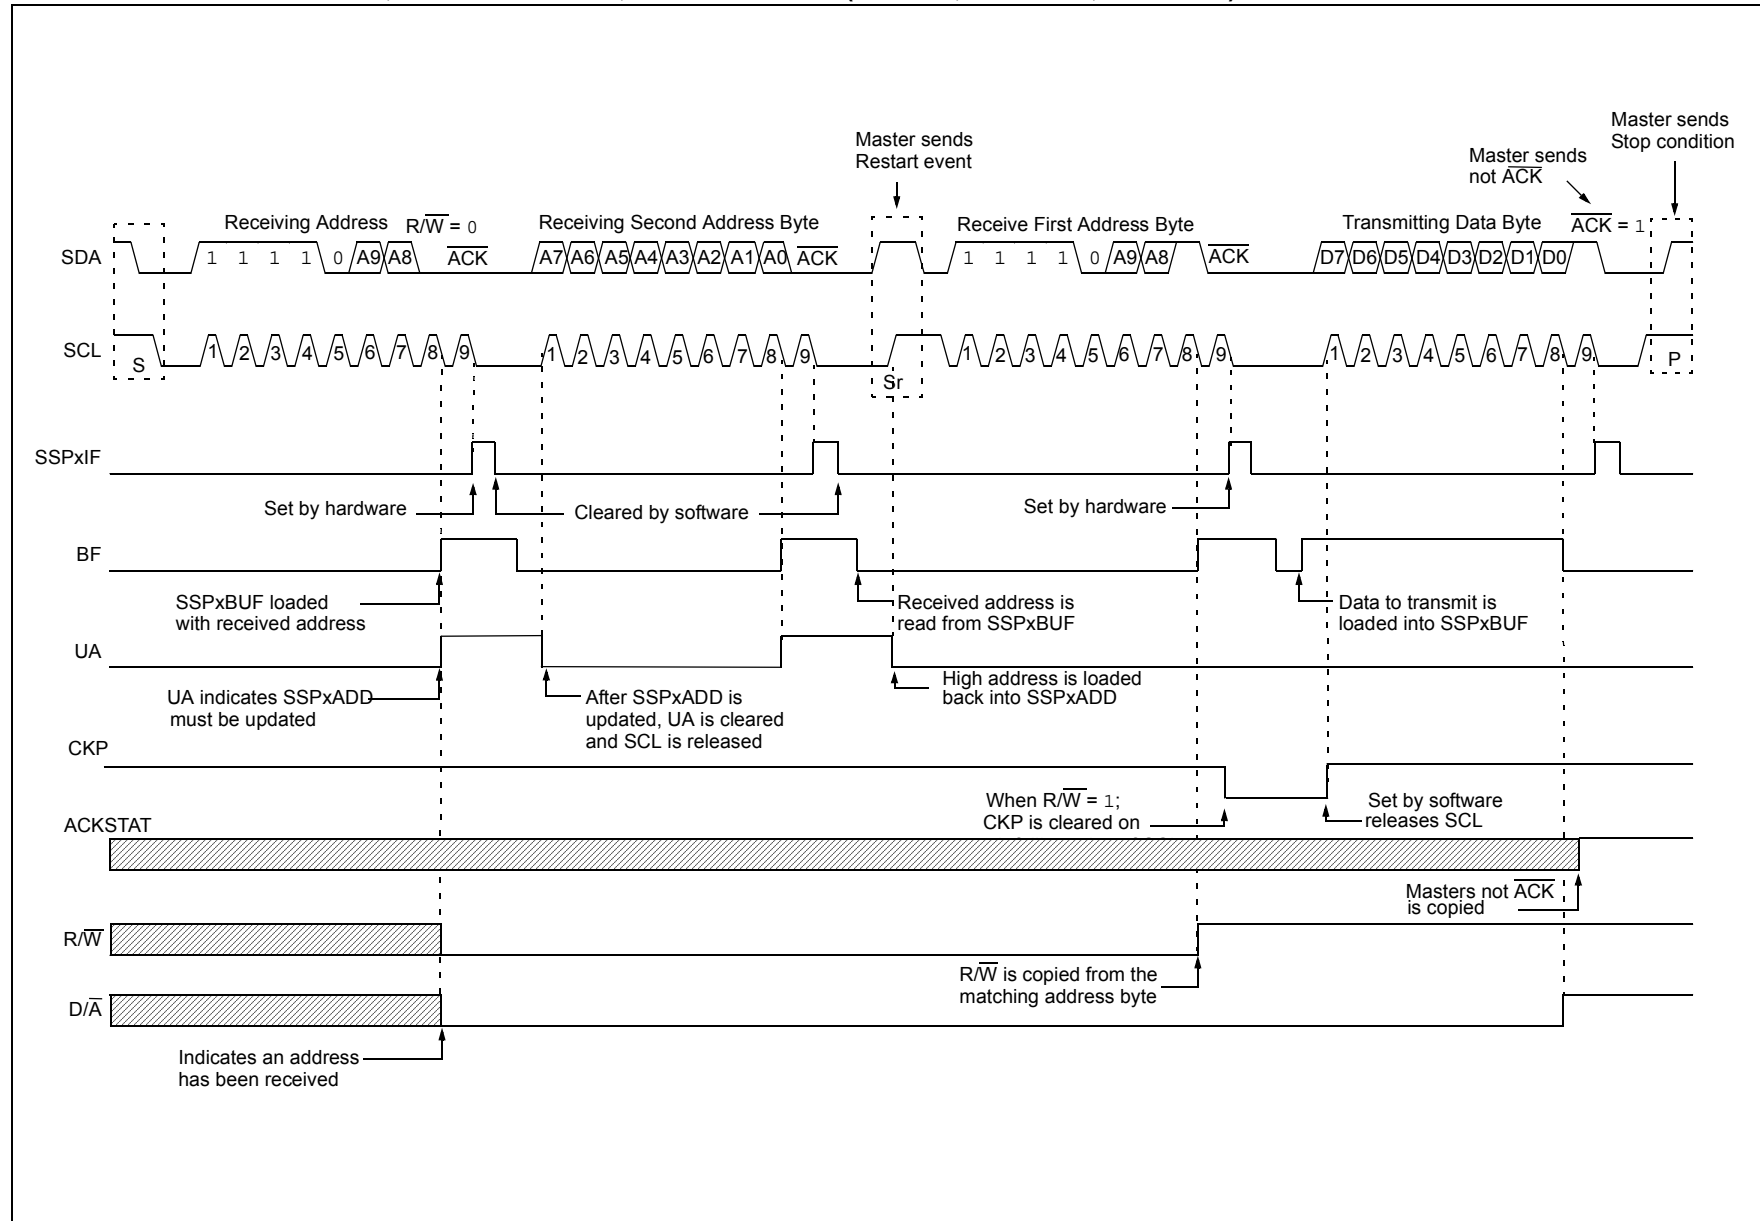 Master sends
Restart event
Master sends
not ACK
Master sends
Stop condition
Receiving Address R/W = 0
Receiving Second Address Byte
Receive First Address Byte
Transmitting Data Byte
ACK = 1
SDA 1 1 1 1 0 A9 A8 ACK A7 A6 A5 A4 A3 A2 A1 A0 ACK 1 1 1 1 0 A9 A8 ACK D7 D6 D5 D4 D3 D2 D1 D0
SCL S 1 2 3 4 5 6 7 8 9 1 2 3 4 5 6 7 8 9 Sr 1 2 3 4 5 6 7 8 9 1 2 3 4 5 6 7 8 9 P
SSPxIF
Set by hardware
Cleared by software
Set by hardware
BF
SSPxBUF loaded
with received address
Received address is
read from SSPxBUF
Data to transmit is
loaded into SSPxBUF
UA
UA indicates SSPxADD
must be updated
After SSPxADD is
updated, UA is cleared
and SCL is released
High address is loaded
back into SSPxADD
CKP
When R/W = 1;
CKP is cleared on
Set by software
releases SCL
ACKSTAT
Masters not ACK
is copied
R/W
R/W is copied from the
matching address byte
D/A
Indicates an address
has been received